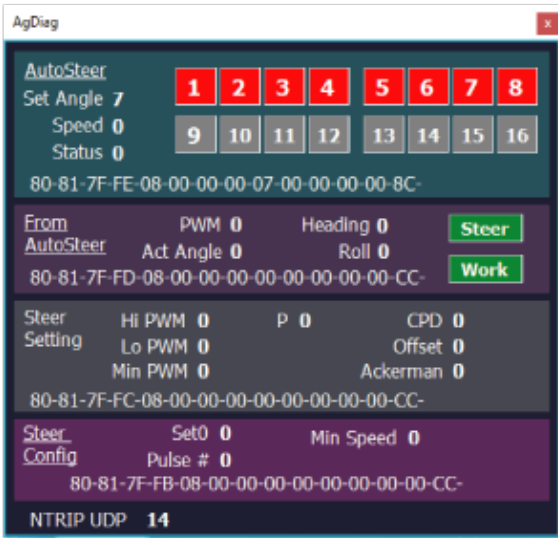 AgDiag x
AutoSteer
Set Angle 7 1 2 3 4 5 6 7 8
Speed 0 9 10 11 12 13 14 15 16
Status 0
80-81-7F-FE-08-00-00-00-07-00-00-00-00-8C-
From PWM 0 Heading 0 Steer
AutoSteer Act Angle 0 Roll 0 Work
80-81-7F-FD-08-00-00-00-00-00-00-00-00-CC-
Steer Hi PWM 0 P 0 CPD 0
Setting Lo PWM 0 Offset 0
Min PWM 0 Ackerman 0
80-81-7F-FC-08-00-00-00-00-00-00-00-00-CC-
Steer Set0 0 Min Speed 0
Config Pulse # 0
80-81-7F-FB-08-00-00-00-00-00-00-00-00-CC-
NTRIP UDP 14